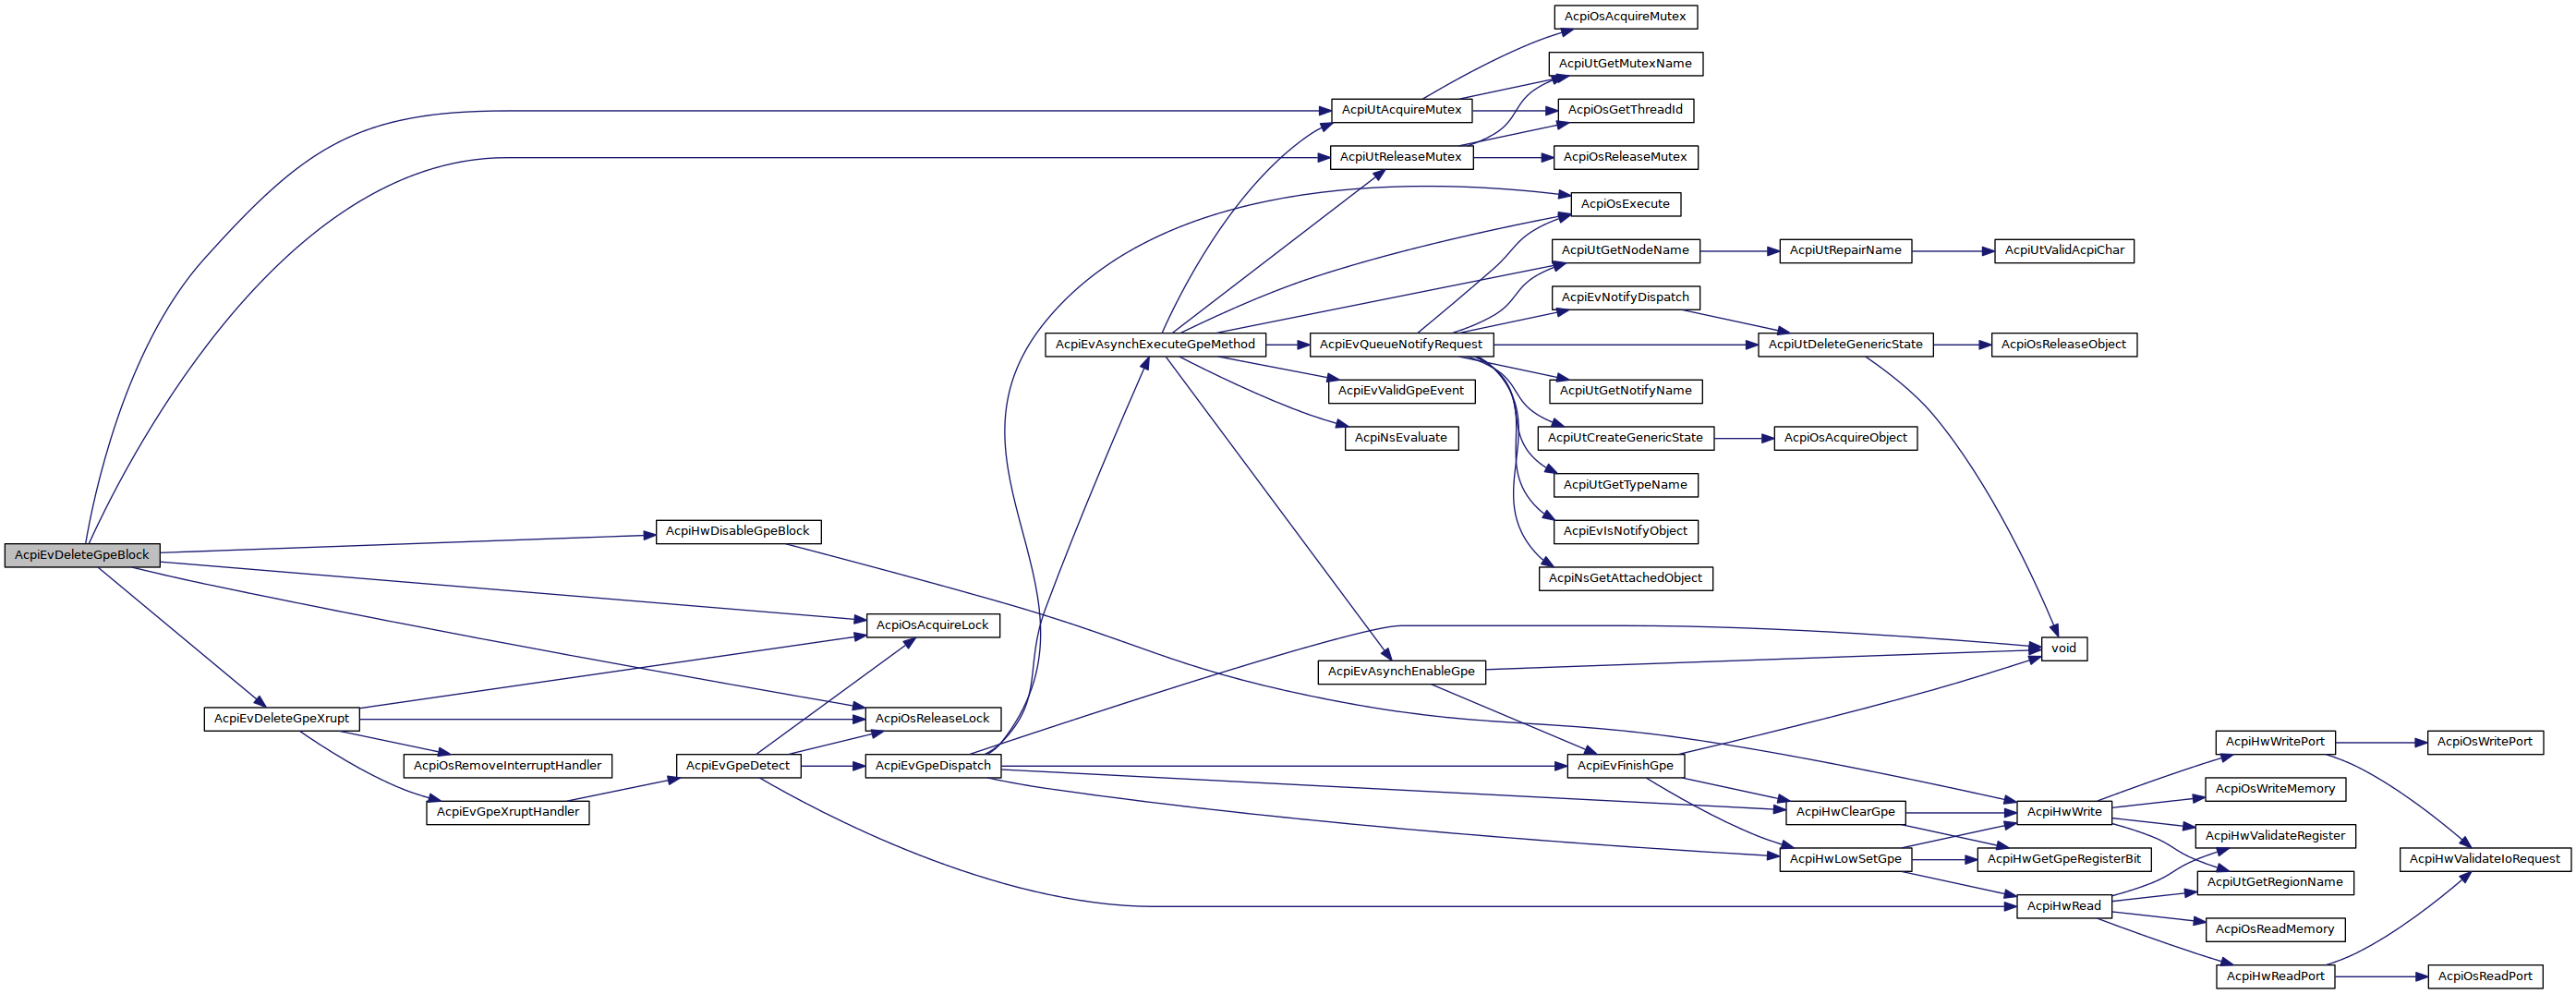 AcpiOsAcquireMutex
AcpiUtGetMutexName
AcpiUtAcquireMutex
AcpiOsGetThreadId
AcpiUtReleaseMutex
AcpiOsReleaseMutex
AcpiOsExecute
AcpiUtGetNodeName
AcpiUtRepairName
AcpiUtValidAcpiChar
AcpiEvNotifyDispatch
AcpiEvAsynchExecuteGpeMethod
AcpiEvQueueNotifyRequest
AcpiUtDeleteGenericState
AcpiOsReleaseObject
AcpiEvValidGpeEvent
AcpiUtGetNotifyName
AcpiNsEvaluate
AcpiUtCreateGenericState
AcpiOsAcquireObject
AcpiUtGetTypeName
AcpiHwDisableGpeBlock
AcpiEvIsNotifyObject
AcpiEvDeleteGpeBlock
AcpiNsGetAttachedObject
AcpiOsAcquireLock
void
AcpiEvAsynchEnableGpe
AcpiEvDeleteGpeXrupt
AcpiOsReleaseLock
AcpiHwWritePort
AcpiOsWritePort
AcpiOsRemoveInterruptHandler
AcpiEvGpeDetect
AcpiEvGpeDispatch
AcpiEvFinishGpe
AcpiOsWriteMemory
AcpiEvGpeXruptHandler
AcpiHwClearGpe
AcpiHwWrite
AcpiHwValidateRegister
AcpiHwLowSetGpe
AcpiHwGetGpeRegisterBit
AcpiHwValidateIoRequest
AcpiUtGetRegionName
AcpiHwRead
AcpiOsReadMemory
AcpiHwReadPort
AcpiOsReadPort